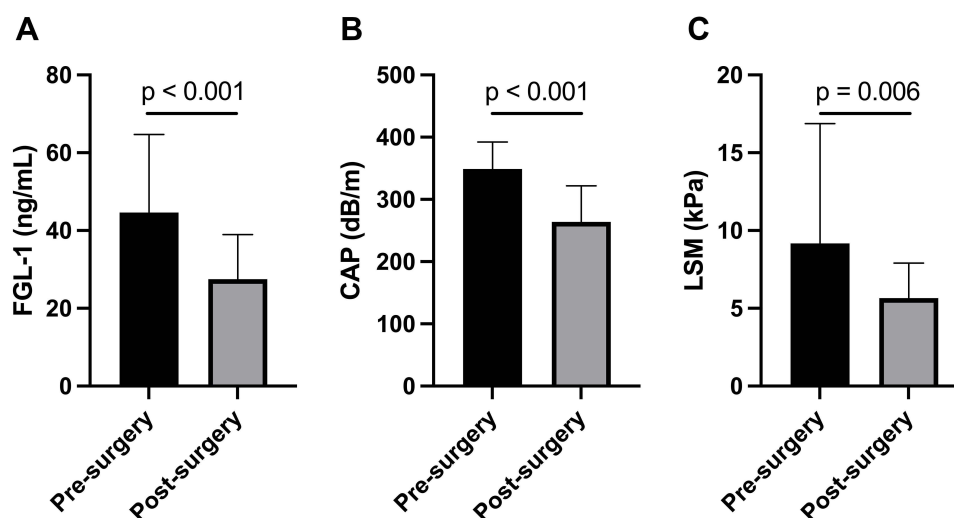 A
FGL-1 (ng/mL)
80
60
40
20
0
p < 0.001
Pre-surgery
Post-surgery
B
CAP (dB/m)
500
400
300
200
100
0
p < 0.001
Pre-surgery
Post-surgery
C
LSM (kPa)
20
15
10
5
0
p = 0.006
Pre-surgery
Post-surgery